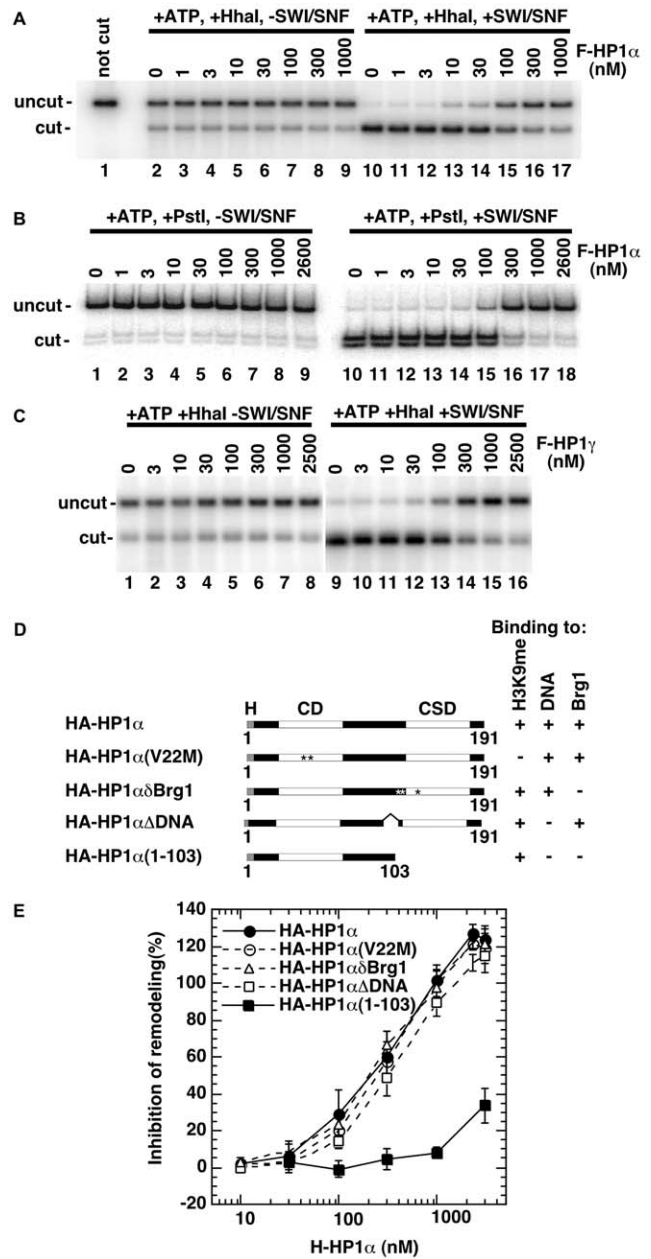 A
not cut
+ATP, +HhaI, -SWI/SNF
+ATP, +HhaI, +SWI/SNF
0 1 3 10 30 100 300 1000 0 1 3 10 30 100 300 1000
F-HP1α
(nM)
uncut -
cut -
1 2 3 4 5 6 7 8 9 10 11 12 13 14 15 16 17
B
+ATP, +PstI, -SWI/SNF
+ATP, +PstI, +SWI/SNF
0 1 3 10 30 100 300 1000 2600 0 1 3 10 30 100 300 1000 2600
F-HP1α
(nM)
uncut -
cut -
1 2 3 4 5 6 7 8 9 10 11 12 13 14 15 16 17 18
C
+ATP +HhaI -SWI/SNF
+ATP +HhaI +SWI/SNF
0 3 10 30 100 300 1000 2500 0 3 10 30 100 300 1000 2500
F-HP1γ
(nM)
uncut -
cut -
1 2 3 4 5 6 7 8 9 10 11 12 13 14 15 16
D
Binding to:
H3K9me DNA Brg1
H CD CSD
HA-HP1α + + +
1 191
HA-HP1α(V22M) ** - + +
1 191
HA-HP1αδBrg1 ** * + + -
1 191
HA-HP1αΔDNA + - +
1 191
HA-HP1α(1-103) + - -
1 103
E
Inhibition of remodeling(%)
140
120
100
80
60
40
20
0
-20
HA-HP1α
HA-HP1α(V22M)
HA-HP1αδBrg1
HA-HP1αΔDNA
HA-HP1α(1-103)
10 100 1000
H-HP1α (nM)